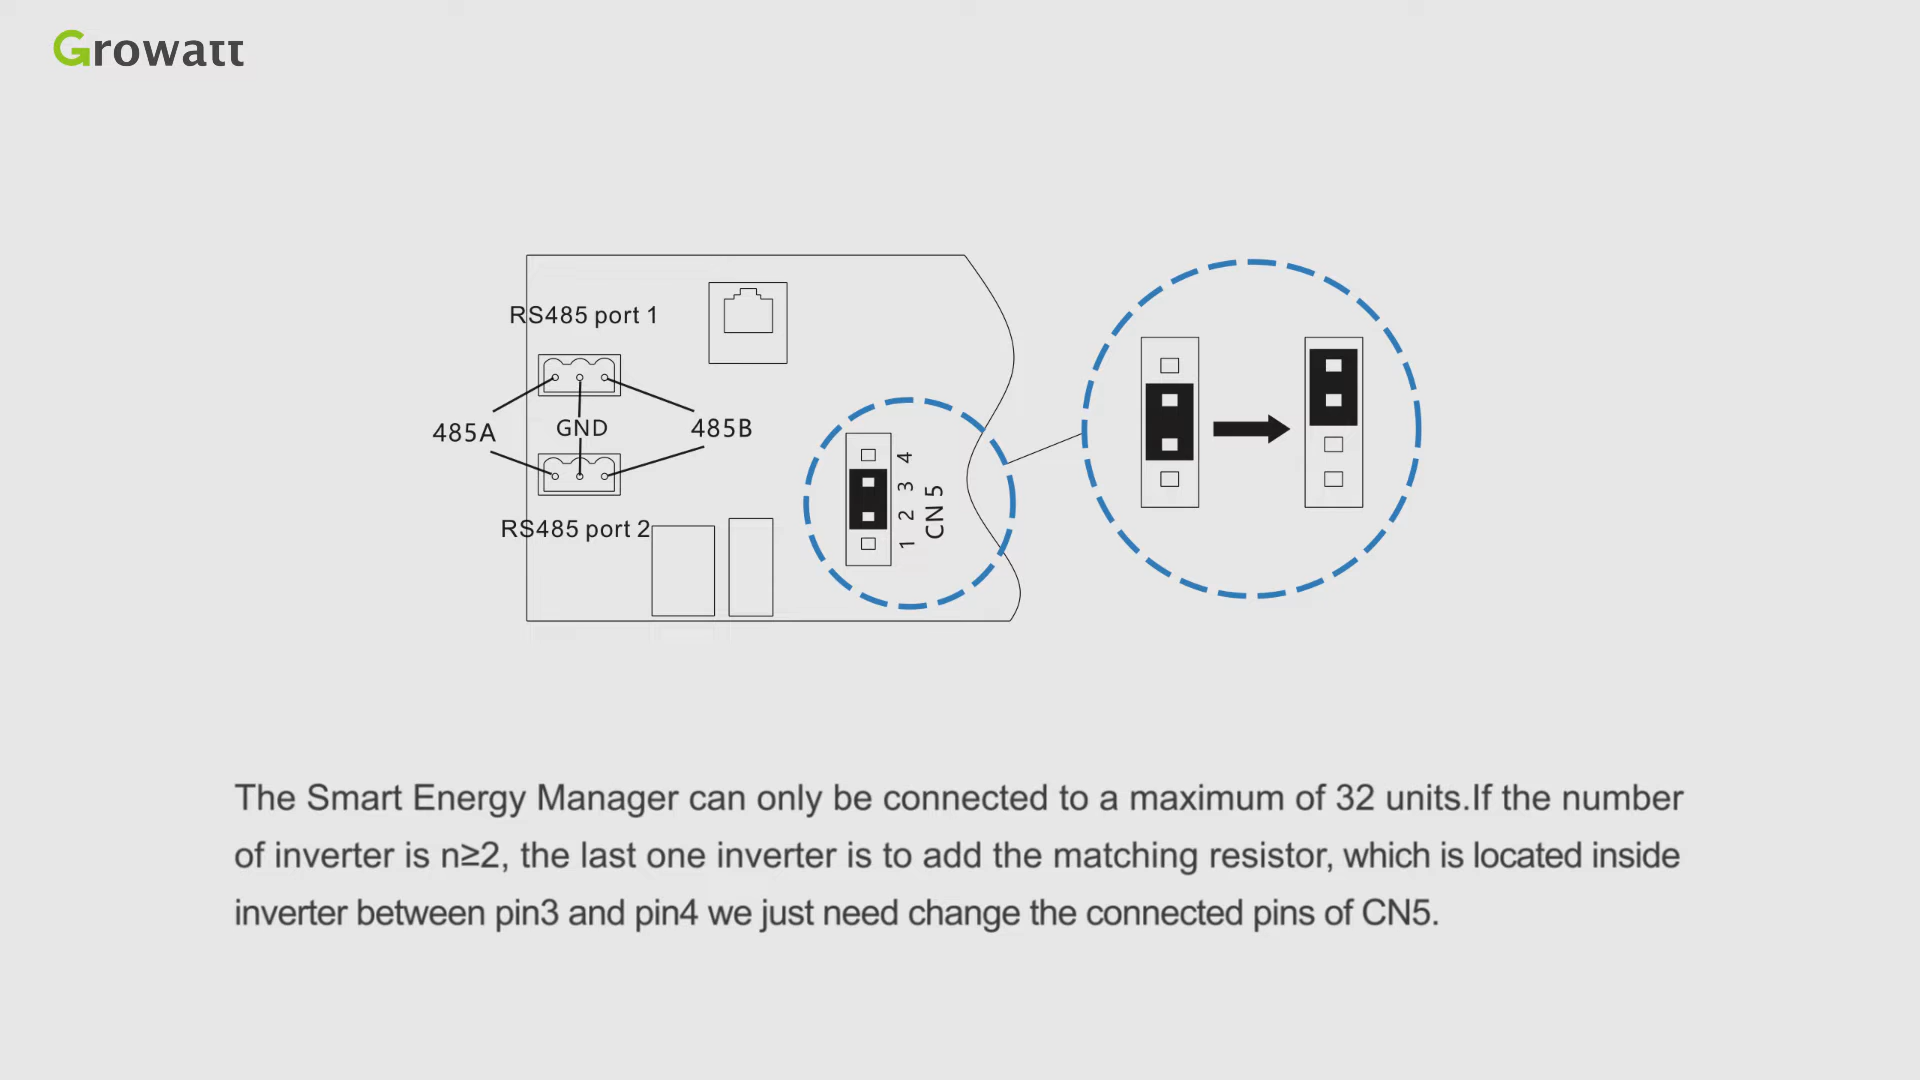 Growatt
RS485 port 1
485A
GND
485B
RS485 port 2
4
3
2
1
CN 5
The Smart Energy Manager can only be connected to a maximum of 32 units.If the number
of inverter is n≥2, the last one inverter is to add the matching resistor, which is located inside
inverter between pin3 and pin4 we just need change the connected pins of CN5.